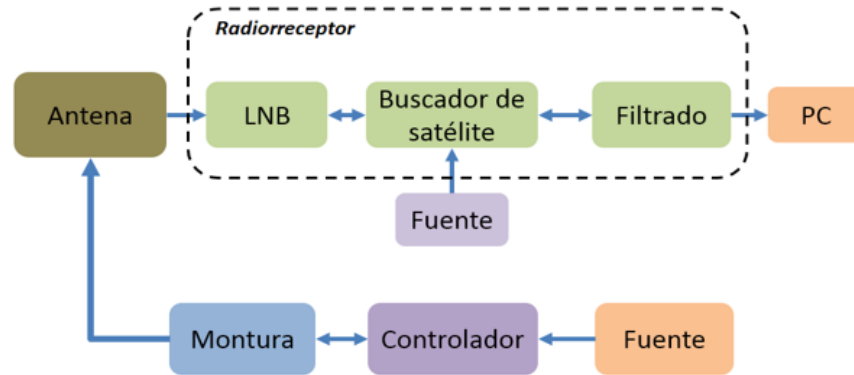 Radiorreceptor
Antena
LNB
Buscador de
satélite
Filtrado
PC
Fuente
Montura
Controlador
Fuente